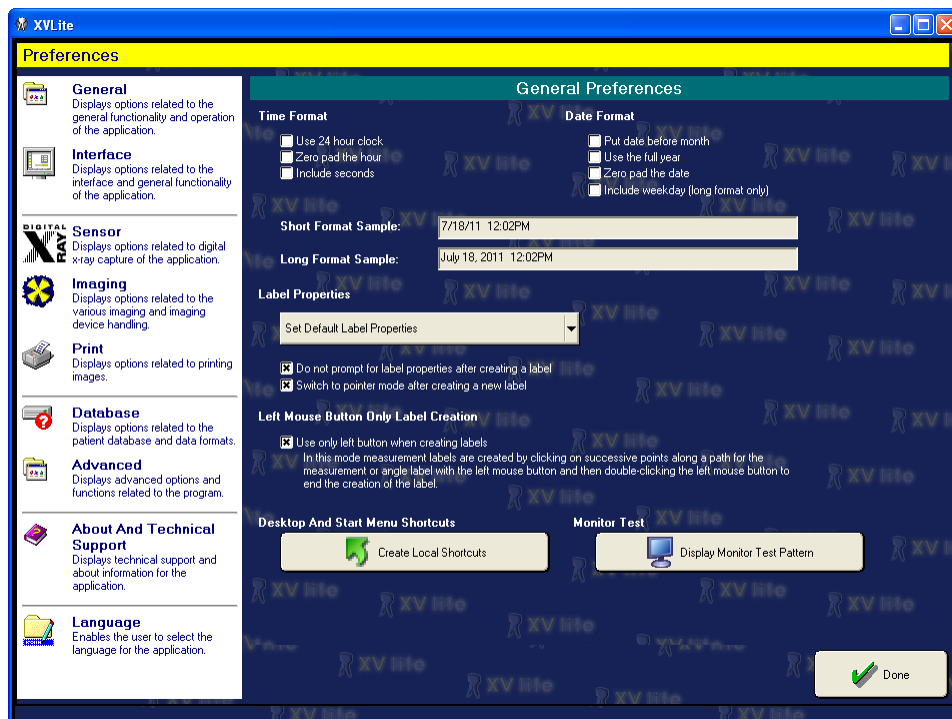 XVLite
Preferences
General
Displays options related to the
general functionality and operation
of the application.
Interface
Displays options related to the
interface and general functionality
of the application.
DIGITAL
X RAY
Sensor
Displays options related to digital
x-ray capture of the application.
Imaging
Displays options related to the
various imaging and imaging
device handling.
Print
Displays options related to printing
images.
Database
Displays options related to the
patient database and data formats.
Advanced
Displays advanced options and
functions related to the program.
About And Technical
Support
Displays technical support and
about information for the
application.
Language
Enables the user to select the
language for the application.
General Preferences
Time Format
Use 24 hour clock
Zero pad the hour
Include seconds
Date Format
Put date before month
Use the full year
Zero pad the date
Include weekday (long format only)
Short Format Sample:
7/18/11 12:02PM
Long Format Sample:
July 18, 2011 12:02PM
Label Properties
Set Default Label Properties
Do not prompt for label properties after creating a label
Switch to pointer mode after creating a new label
Left Mouse Button Only Label Creation
Use only left button when creating labels
In this mode measurement labels are created by clicking on successive points along a path for the
measurement or angle label with the left mouse button and then double-clicking the left mouse button to
end the creation of the label.
Desktop And Start Menu Shortcuts
Create Local Shortcuts
Monitor Test
Display Monitor Test Pattern
Done
XV lite